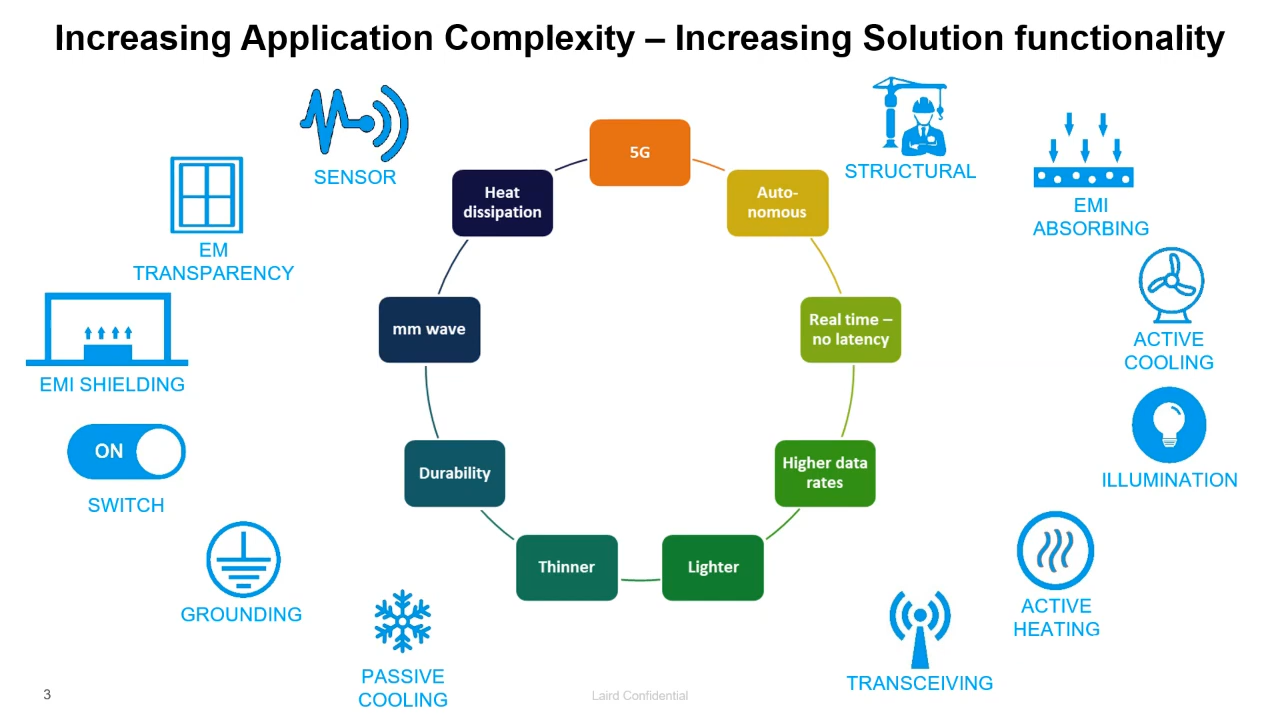 Increasing Application Complexity – Increasing Solution functionality
SENSOR
STRUCTURAL
EM
TRANSPARENCY
EMI
ABSORBING
EMI SHIELDING
ACTIVE
COOLING
ON
SWITCH
ILLUMINATION
GROUNDING
ACTIVE
HEATING
PASSIVE
COOLING
TRANSCEIVING
5G
Auto-
nomous
Real time –
no latency
Higher data
rates
Lighter
Thinner
Durability
mm wave
Heat
dissipation
3
Laird Confidential